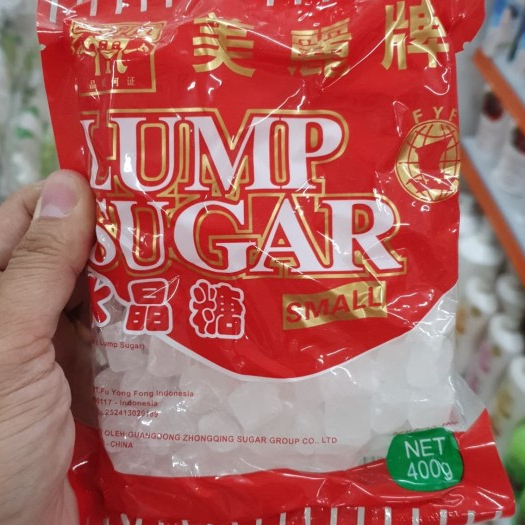 美爵牌
LUMP
SUGAR
FYF
SMALL
冰晶糖
Lump Sugar)
Fu Yong Fong Indonesia
117 - Indonesia
OLEH GUANGDONG ZHONGQING SUGAR GROUP CO., LTD
- CHINA
NET
400g